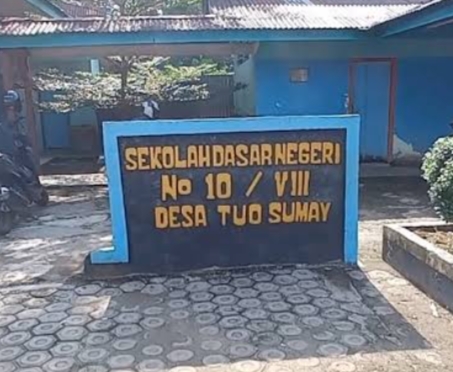 SEKOLAH DASAR NEGERI
No 10 / VIII
DESA TUO SUMAY